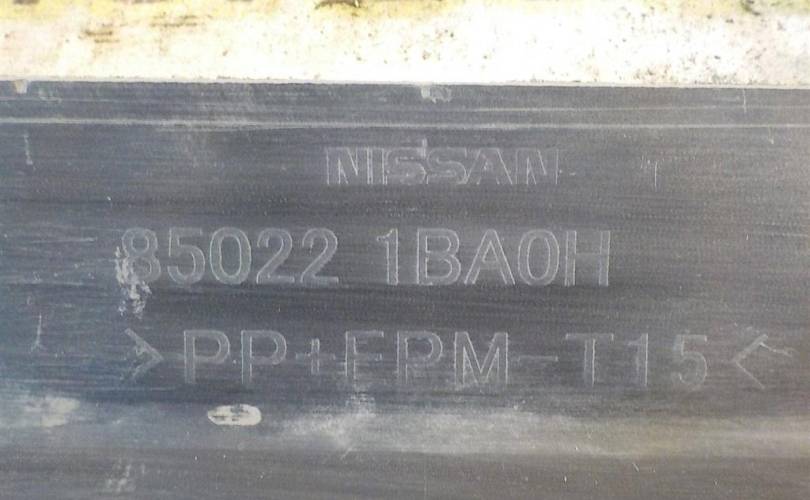 NISSAN
85022 1BA0H
>PP+EPM-T15<